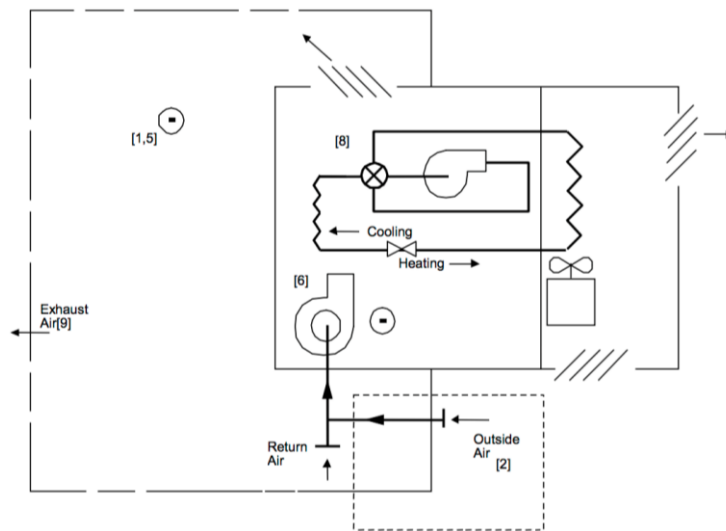 [1,5]
[8]
Cooling
Heating
[6]
Exhaust
Air[9]
Return
Air
Outside
Air
[2]